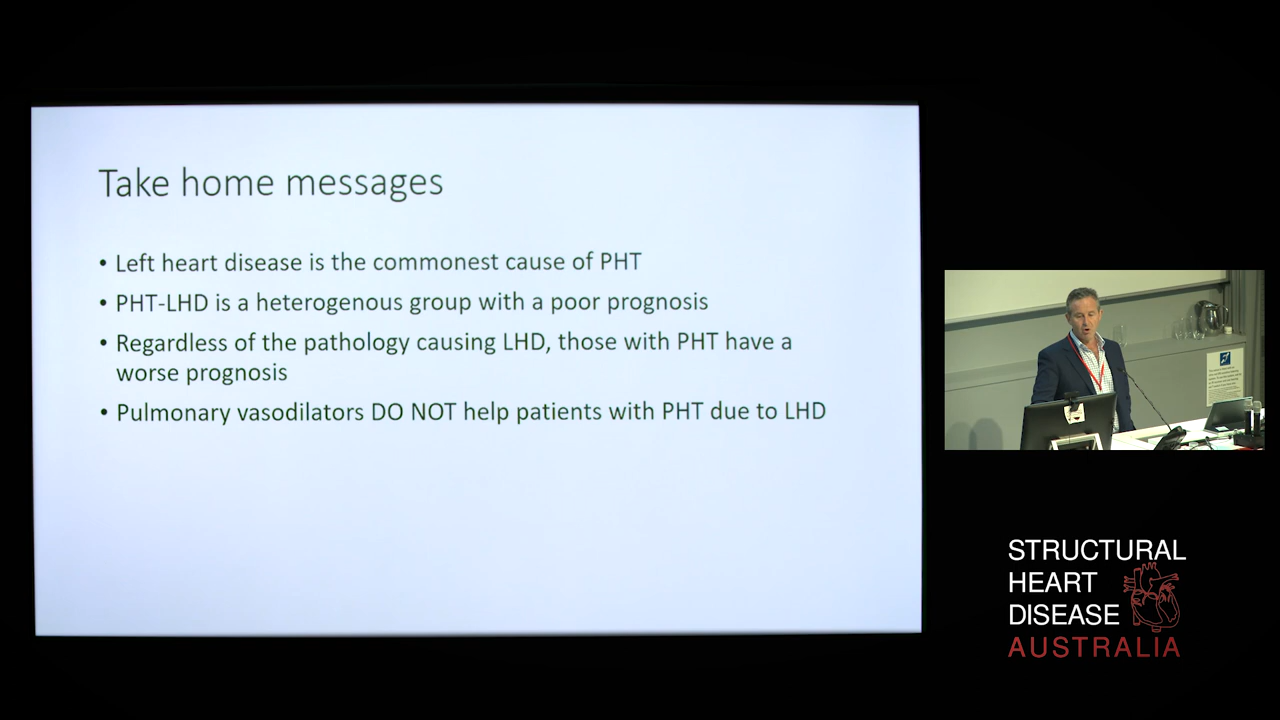 Take home messages
• Left heart disease is the commonest cause of PHT
• PHT-LHD is a heterogenous group with a poor prognosis
• Regardless of the pathology causing LHD, those with PHT have a
worse prognosis
• Pulmonary vasodilators DO NOT help patients with PHT due to LHD
STRUCTURAL
HEART
DISEASE
AUSTRALIA